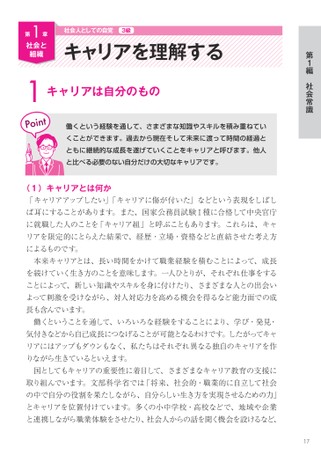 第1章
社会と
組織
社会人としての自覚 3級
キャリアを理解する
第1編 社会常識
1 キャリアは自分のもの
Point
働くという経験を通して、さまざまな知識やスキルを積み重ねてい
くことができます。過去から現在そして未来に渡って時間の経過と
ともに継続的な成長を遂げていくことをキャリアと呼びます。他人
と比べる必要のない自分だけの大切なキャリアです。
(1)キャリアとは何か
「キャリアアップしたい」「キャリアに傷が付いた」などという表現をしばし
ば耳にすることがあります。また、国家公務員試験Ⅰ種に合格して中央官庁
に就職した人のことを「キャリア組」と呼ぶこともあります。これらは、キャ
リアを限定的にとらえた結果で、経歴・立場・資格などと直結させた考え方
によるものです。
本来キャリアとは、長い時間をかけて職業経験を積むことによって、成長
を続けていく生き方のことを意味します。一人ひとりが、それぞれ仕事をする
ことによって、新しい知識やスキルを身に付けたり、さまざまな人との出会い
よって刺激を受けながら、対人対応力を高める機会を得るなど能力面での成
長も含んでいます。
働くということを通して、いろいろな経験をすることにより、学び・発見・
気付きなどから自己成長につなげることが可能となるわけです。したがってキャ
リアにはアップもダウンもなく、私たちはそれぞれ異なる独自のキャリアを作
りながら生きているといえます。
国としてもキャリアの重要性に着目して、さまざまなキャリア教育の支援に
取り組んでいます。文部科学省では「将来、社会的・職業的に自立して社会
の中で自分の役割を果たしながら、自分らしい生き方を実現させるための力」
とキャリアを位置付けています。多くの小中学校・高校などで、地域や企業
と連携しながら職業体験をさせたり、社会人からの話を聞く機会を設けるなど、
17